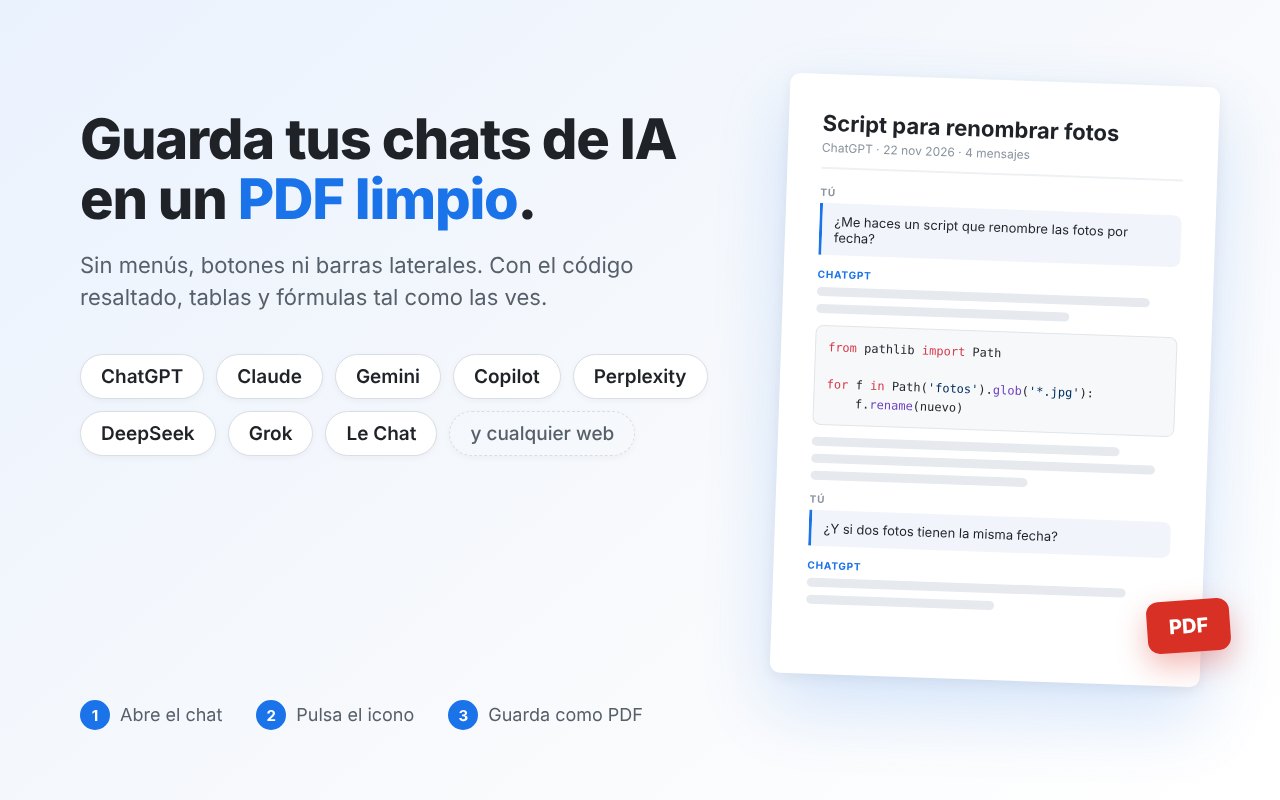 Guarda tus chats de IA
en un PDF limpio.
Sin menús, botones ni barras laterales. Con el código
resaltado, tablas y fórmulas tal como las ves.
ChatGPT
Claude
Gemini
Copilot
Perplexity
DeepSeek
Grok
Le Chat
y cualquier web
1 Abre el chat
2 Pulsa el icono
3 Guarda como PDF
Script para renombrar fotos
ChatGPT · 22 nov 2026 · 4 mensajes
TÚ
¿Me haces un script que renombre las fotos por
fecha?
CHATGPT
from pathlib import Path
for f in Path('fotos').glob('*.jpg'):
    f.rename(nuevo)
TÚ
¿Y si dos fotos tienen la misma fecha?
CHATGPT
PDF